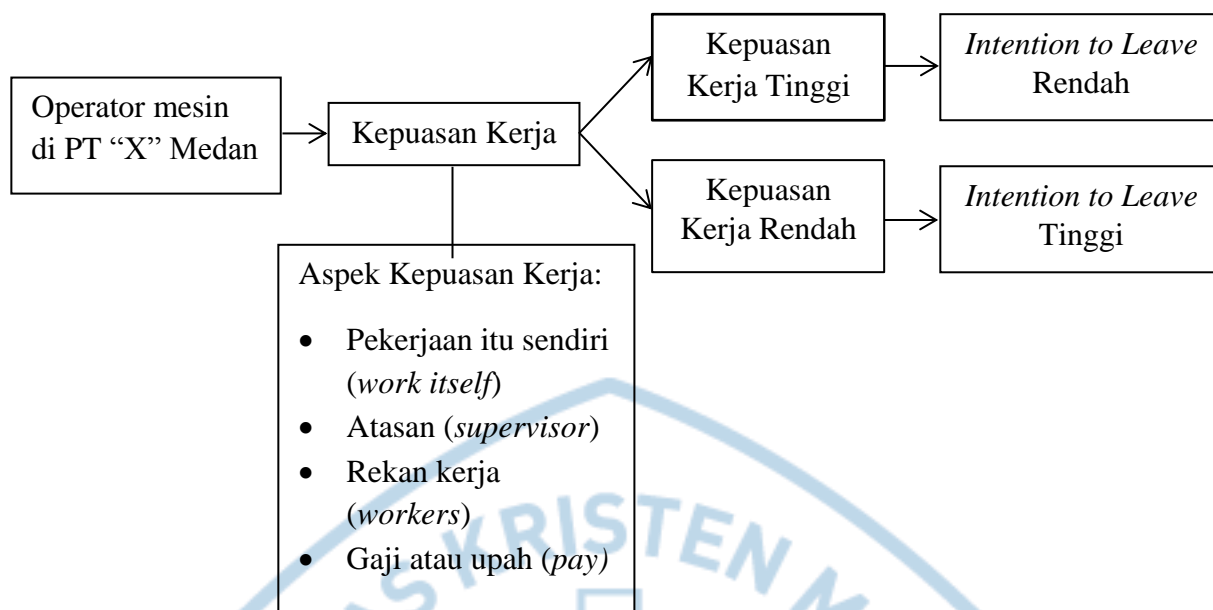 Operator mesin
di PT “X” Medan
Kepuasan Kerja
Kepuasan
Kerja Tinggi
Intention to Leave
Rendah
Kepuasan
Kerja Rendah
Intention to Leave
Tinggi
Aspek Kepuasan Kerja:
• Pekerjaan itu sendiri
(work itself)
• Atasan (supervisor)
• Rekan kerja
(workers)
• Gaji atau upah (pay)
KRISTEN